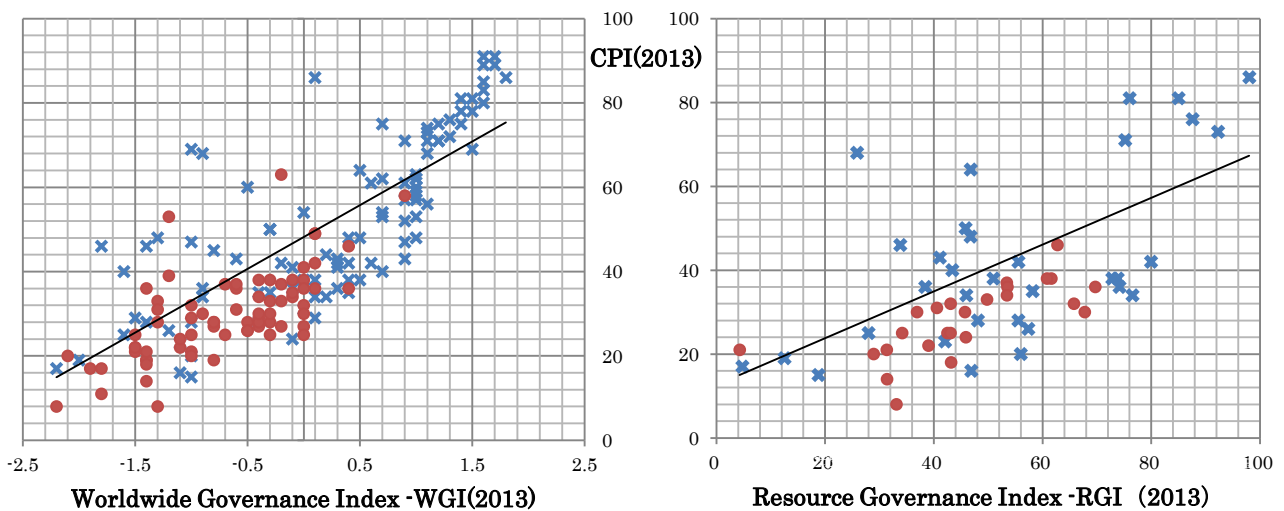 100
80
60
40
20
0
-2.5 -1.5 -0.5 0.5 1.5 2.5
Worldwide Governance Index -WGI(2013)
CPI(2013)
100
80
60
40
20
0
0 20 40 60 80 100
Resource Governance Index -RGI (2013)